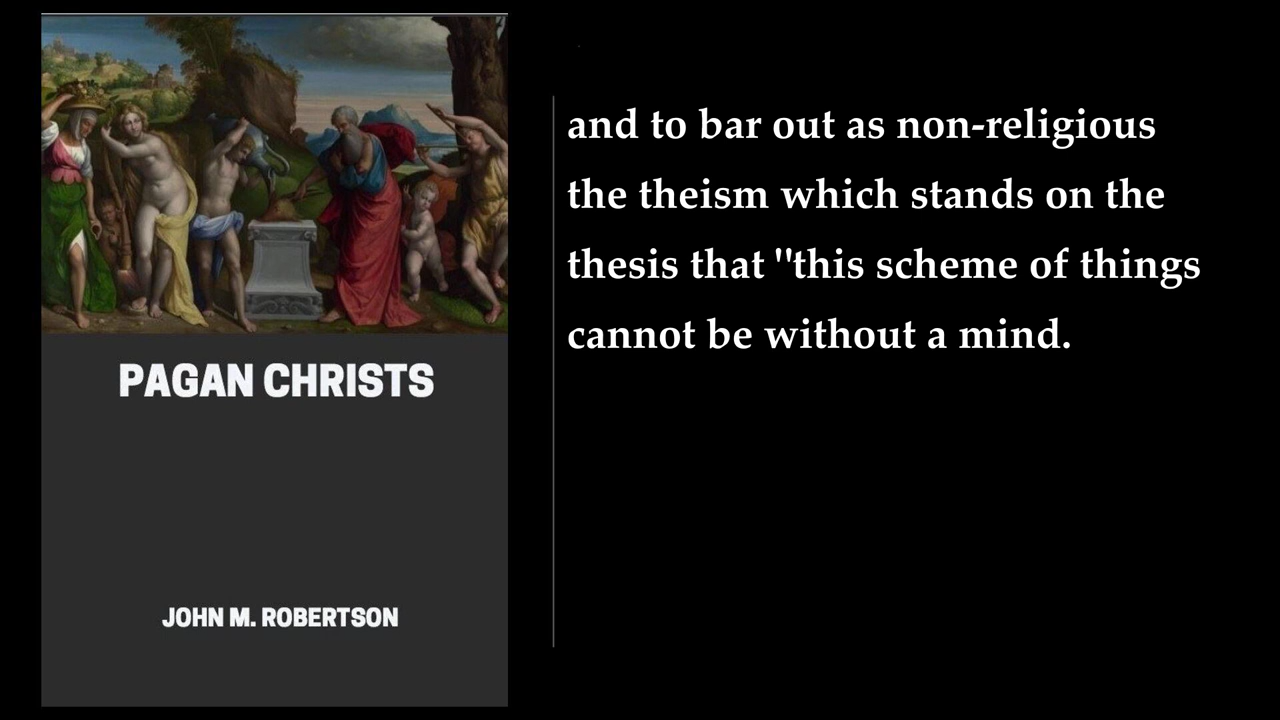 PAGAN CHRISTS
JOHN M. ROBERTSON
and to bar out as non-religious
the theism which stands on the
thesis that "this scheme of things
cannot be without a mind.